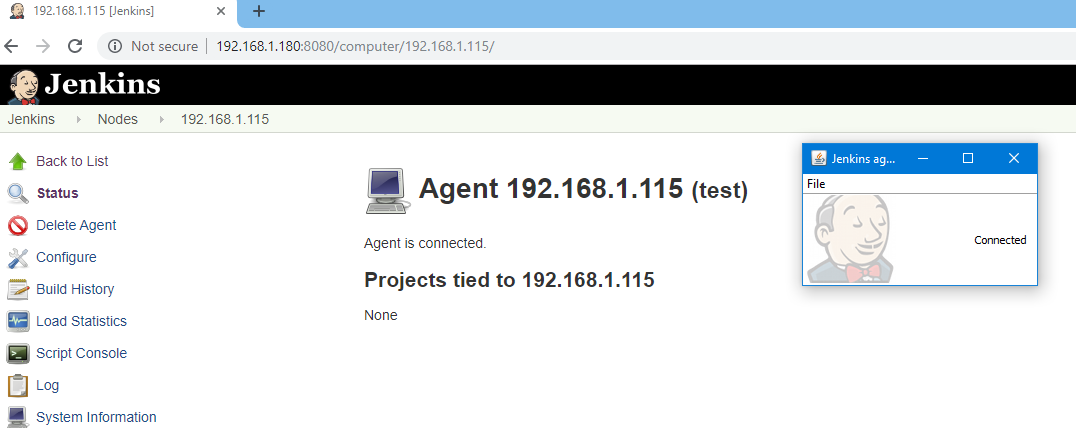 192.168.1.115 [Jenkins]
Not secure 192.168.1.180:8080/computer/192.168.1.115/
Jenkins
Jenkins Nodes 192.168.1.115
Back to List
Status
Delete Agent
Configure
Build History
Load Statistics
Script Console
Log
System Information
Agent 192.168.1.115 (test)
Agent is connected.
Projects tied to 192.168.1.115
None
Jenkins ag...
File
Connected